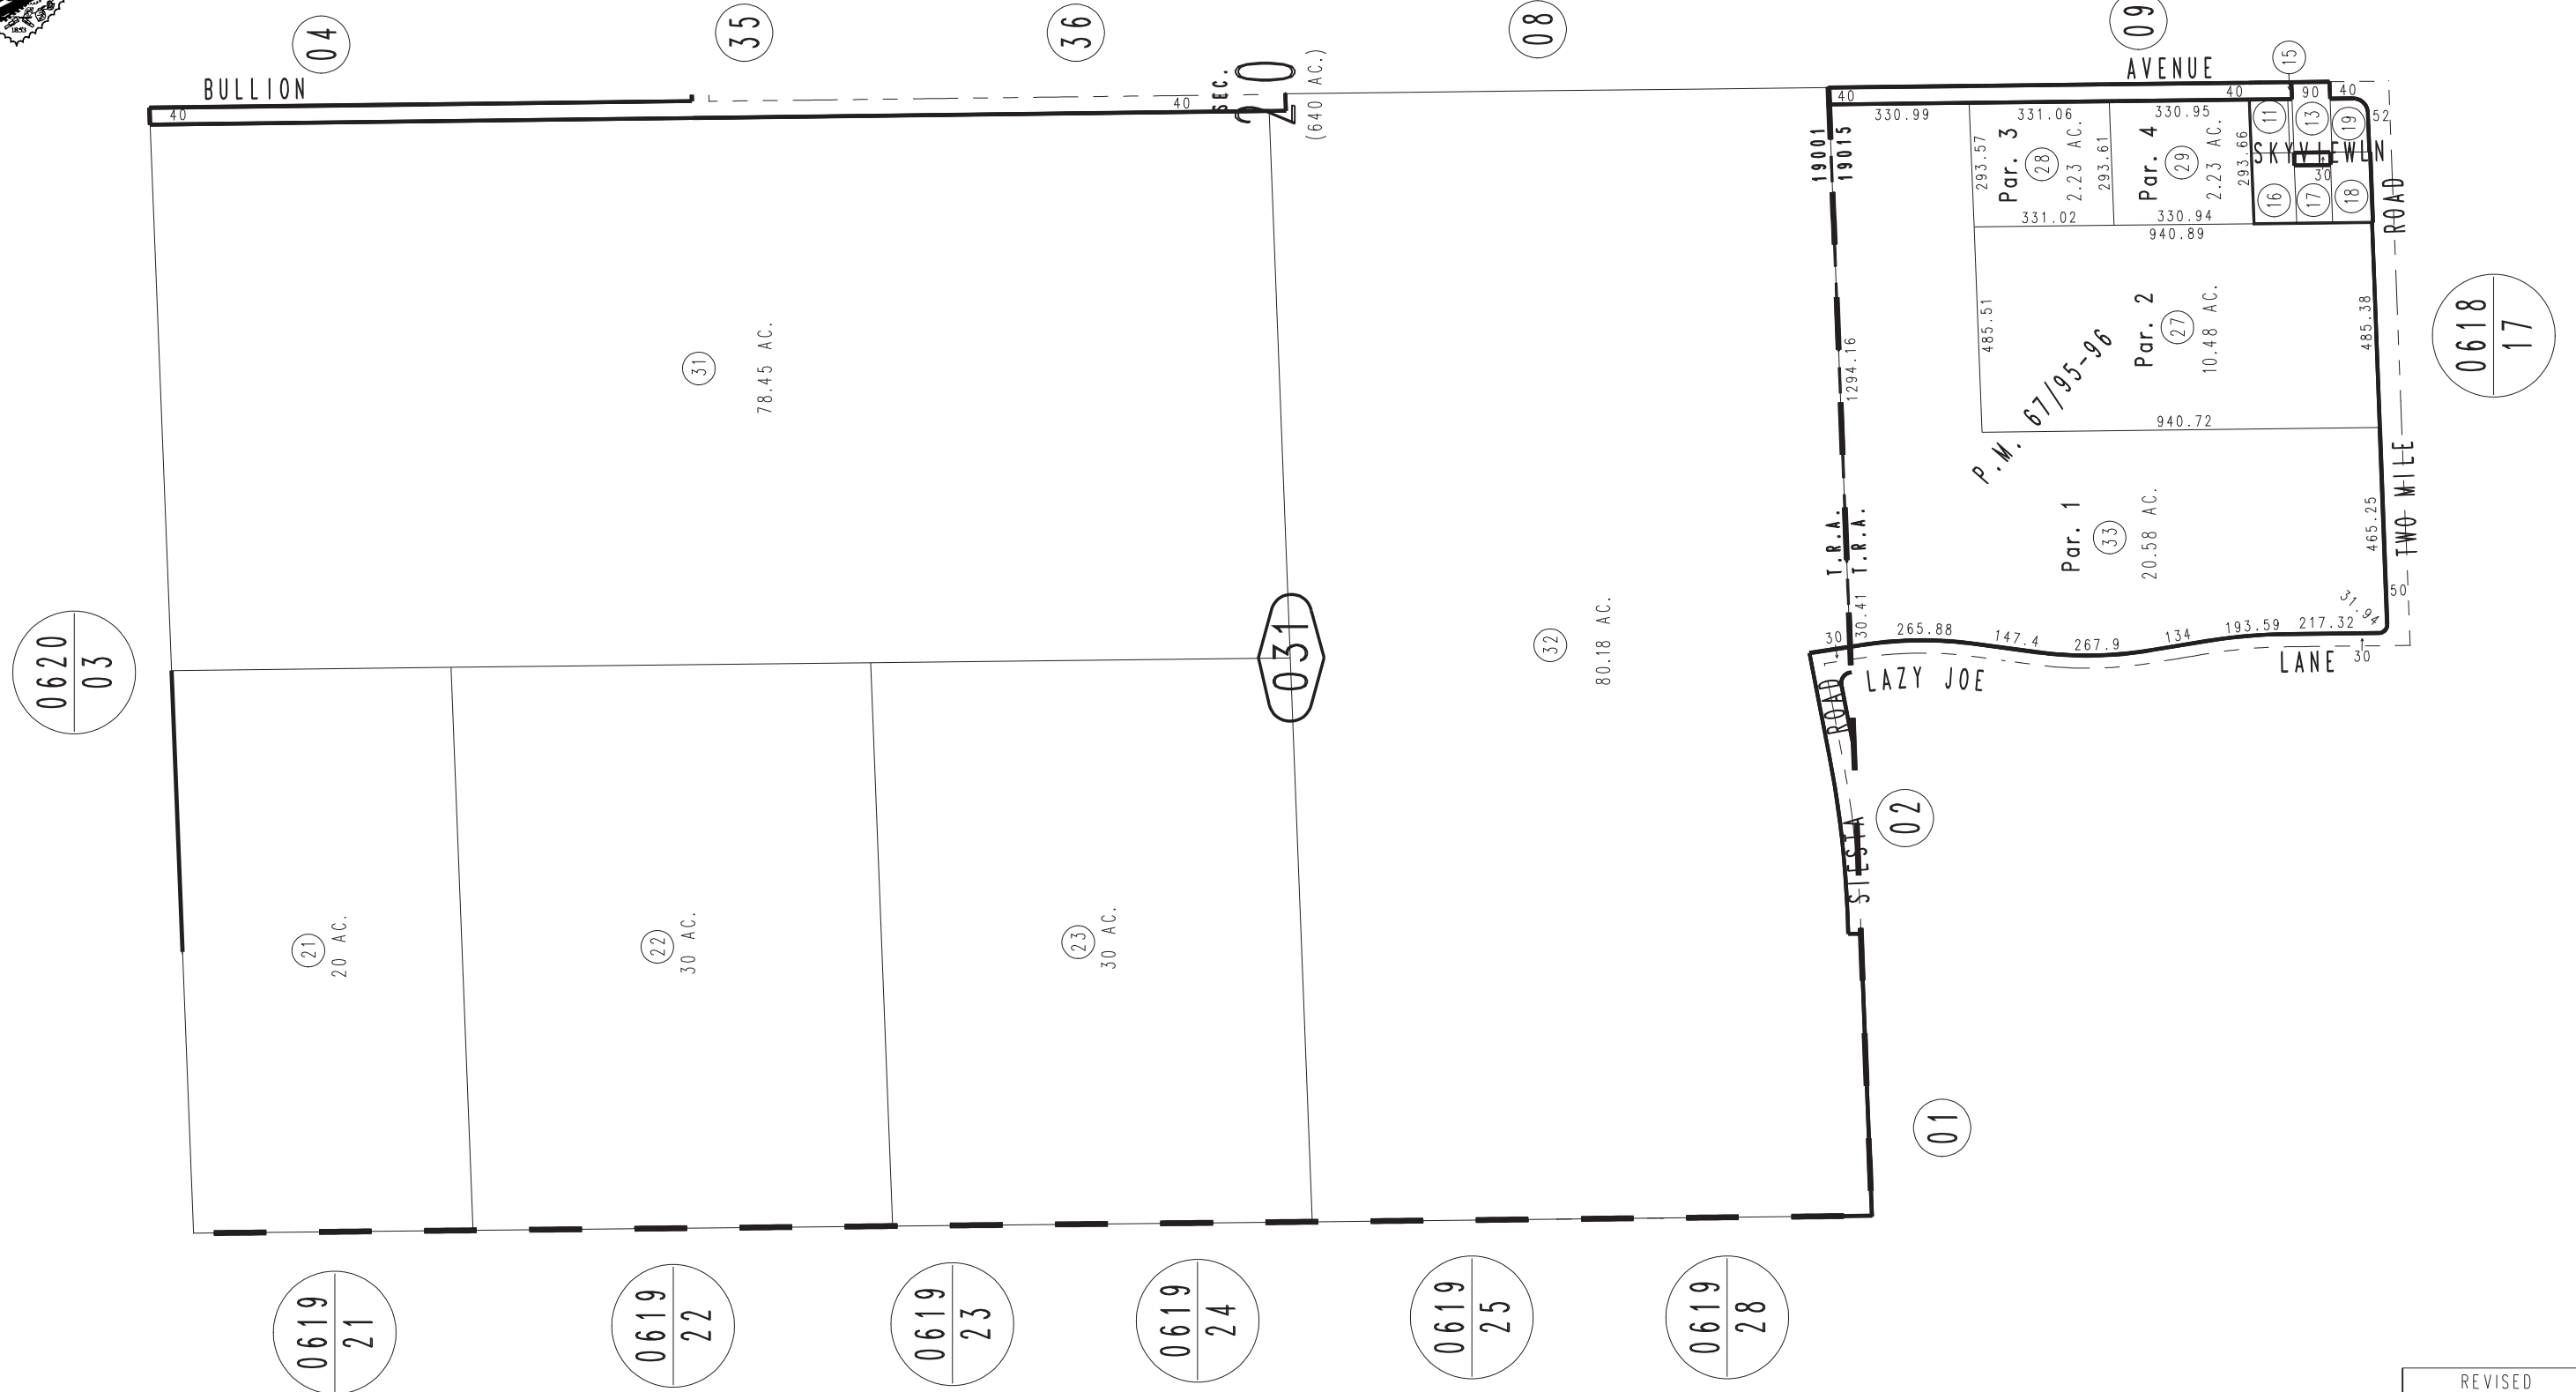 1853
04
35
36
08
09
15
BULLION
AVENUE
SEC.
20
(640 AC.)
40
40
40
40
90
40
52
330.99
331.06
330.95
11
13
19
19001
19015
293.57
Par. 3
28
2.23 AC.
293.61
Par. 4
29
2.23 AC.
293.66
SKYVIEW LN
30
16
17
18
331.02
330.94
940.89
ROAD
31
78.45 AC.
485.51
Par. 2
27
10.48 AC.
485.38
0618
17
1294.16
P.M. 67/95-96
940.72
TWO MILE
T.R.A.
T.R.A.
Par. 1
33
20.58 AC.
465.25
50
31.94
0620
03
031
32
80.18 AC.
30
30.41
265.88
147.4
267.9
134
193.59
217.32
30
LAZY JOE
LANE
ROAD
SIESTA
02
21
20 AC.
22
30 AC.
23
30 AC.
01
0619
21
0619
22
0619
23
0619
24
0619
25
0619
28
REVISED